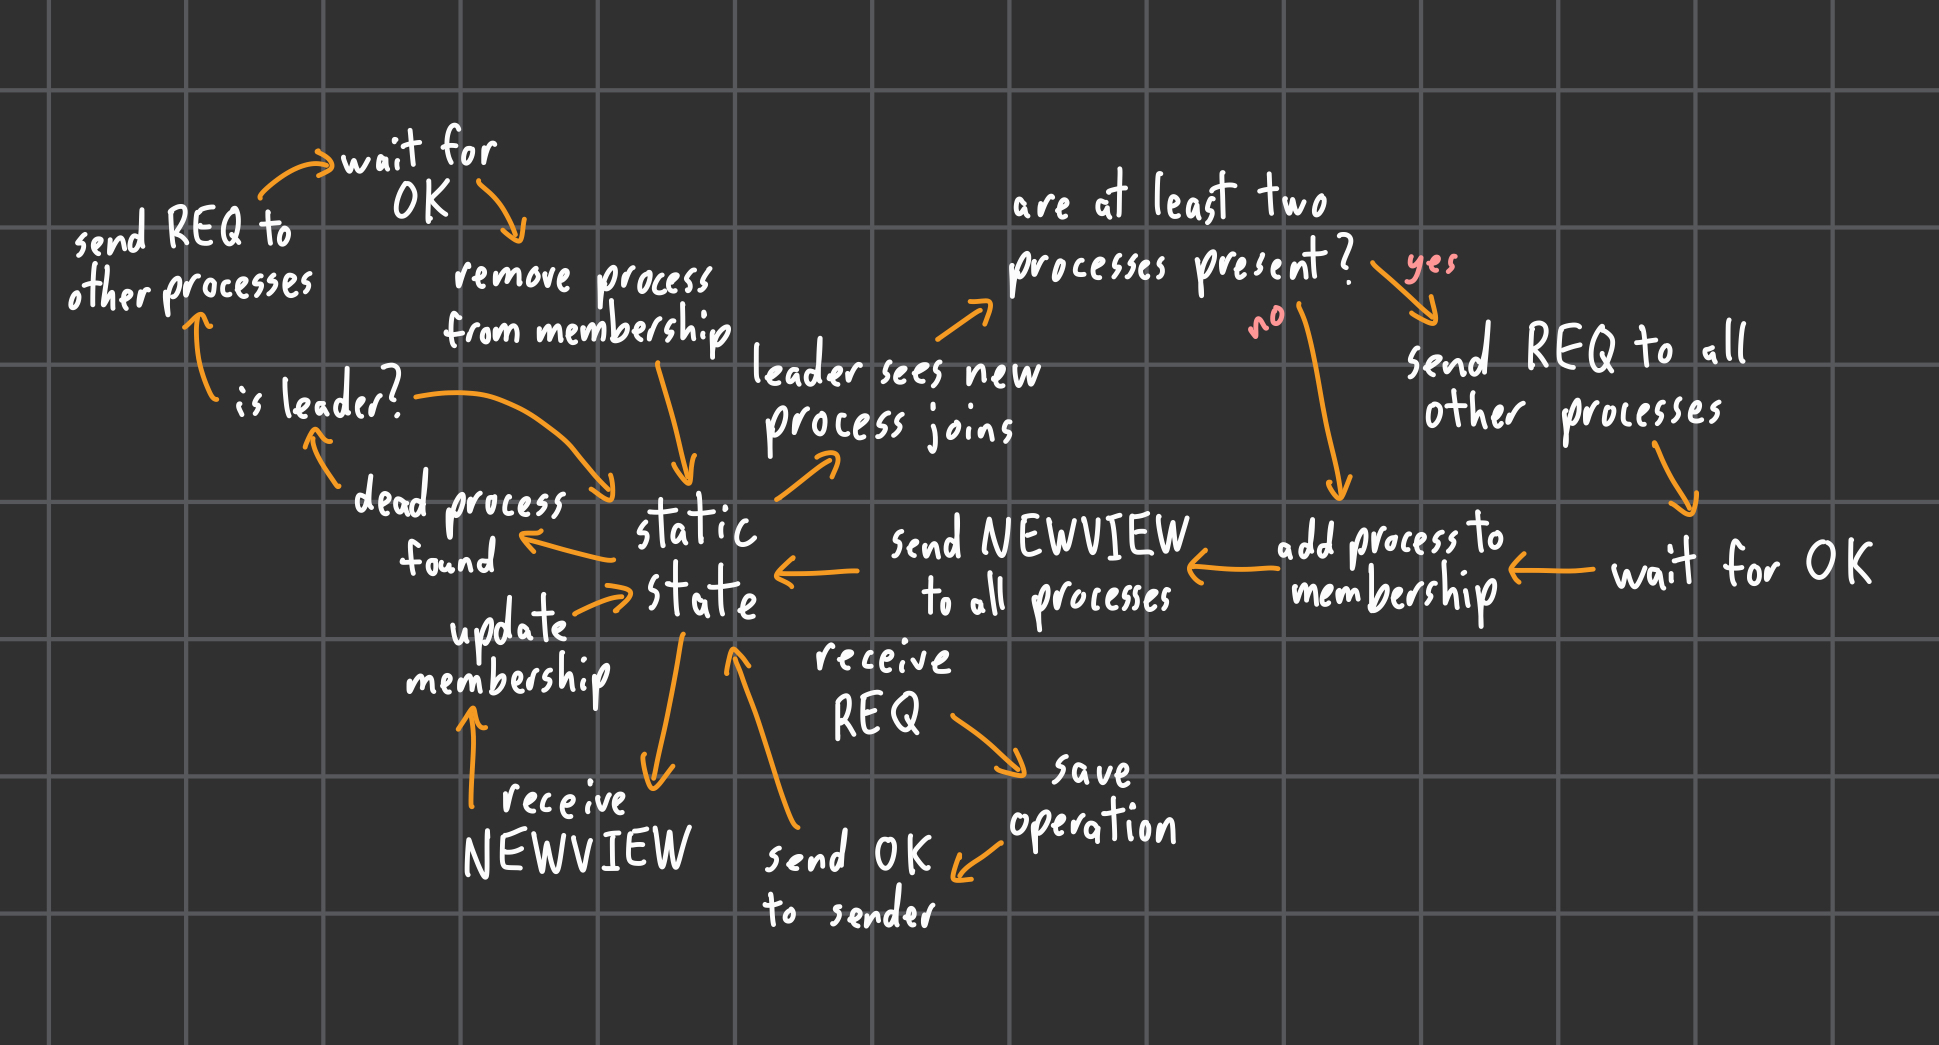 wait for
OK
send REQ to
other processes
remove process
from membership
is leader?
dead process
found
static
state
update
membership
receive
NEWVIEW
leader sees new
process joins
are at least two
processes present?
yes
no
send REQ to all
other processes
wait for OK
add process to
membership
send NEWVIEW
to all processes
receive
REQ
save
operation
send OK
to sender